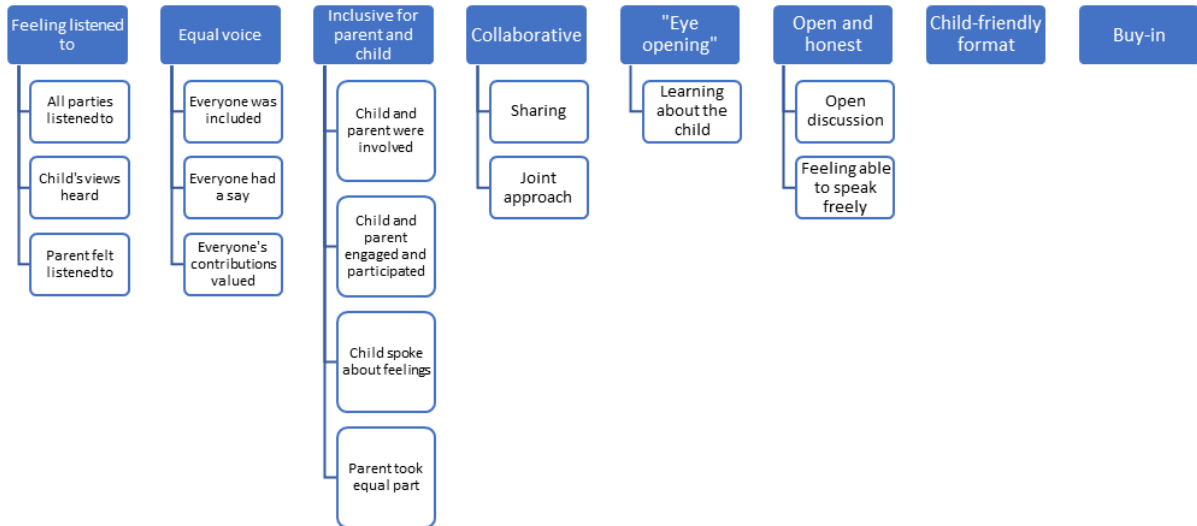 Feeling listened
to
All parties
listened to
Child's views
heard
Parent felt
listened to
Equal voice
Everyone was
included
Everyone had
a say
Everyone's
contributions
valued
Inclusive for
parent and
child
Child and
parent were
involved
Child and
parent
engaged and
participated
Child spoke
about feelings
Parent took
equal part
Collaborative
Sharing
Joint
approach
"Eye
opening"
Learning
about the
child
Open and
honest
Open
discussion
Feeling able
to speak
freely
Child-friendly
format
Buy-in